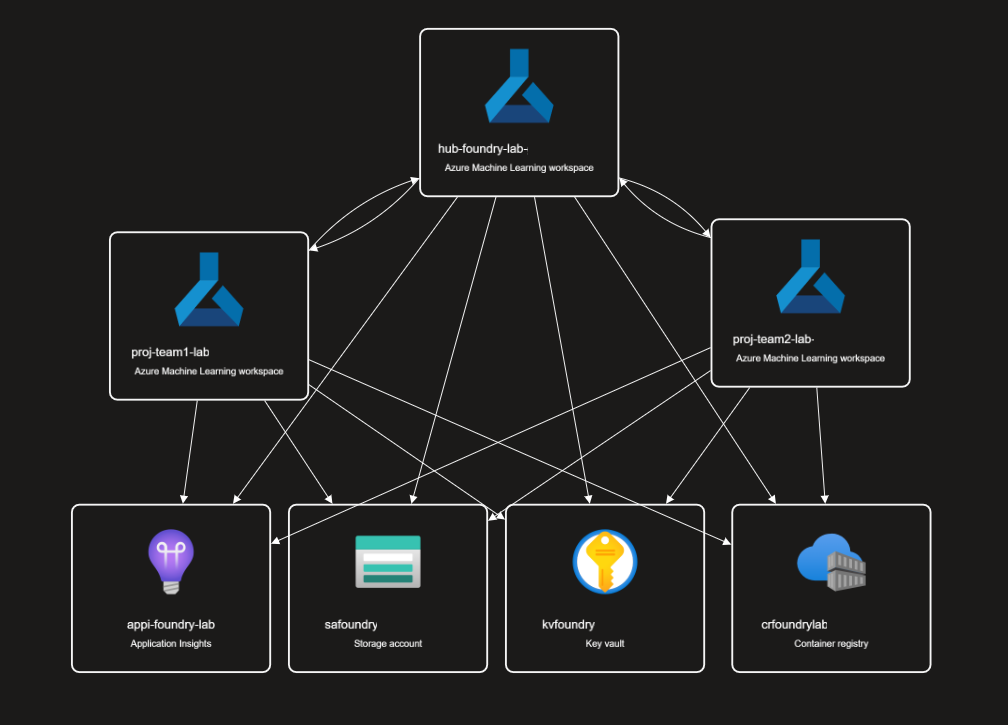 hub-foundry-lab-
Azure Machine Learning workspace
proj-team1-lab
Azure Machine Learning workspace
proj-team2-lab-
Azure Machine Learning workspace
appi-foundry-lab
Application Insights
safoundry
Storage account
kvfoundry
Key vault
crfoundrylab
Container registry